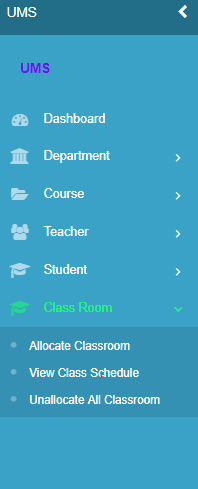 UMS
UMS
Dashboard
Department
Course
Teacher
Student
Class Room
Allocate Classroom
View Class Schedule
Unallocate All Classroom